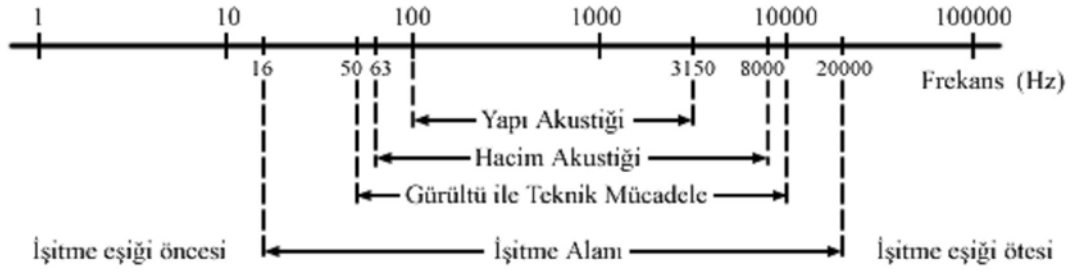 1 10 100 1000 10000 100000
16 50 63 3150 8000 20000 Frekans (Hz)
Yapı Akustiği
Hacim Akustiği
Gürültü ile Teknik Mücadele
İşitme eşiği öncesi İşitme Alanı İşitme eşiği ötesi